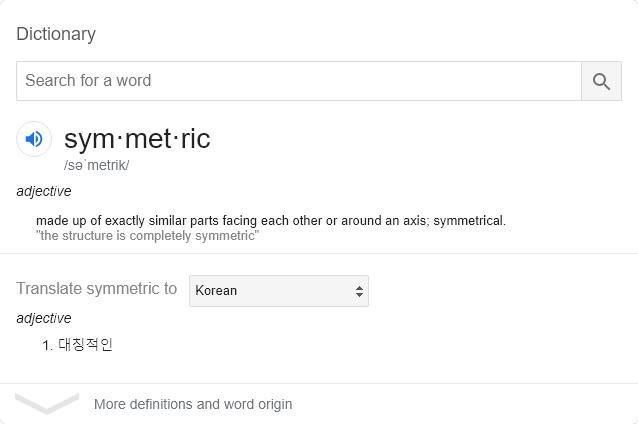 Dictionary
Search for a word
sym·met·ric
/səˈmetrik/
adjective
made up of exactly similar parts facing each other or around an axis; symmetrical.
"the structure is completely symmetric"
Translate symmetric to Korean
adjective
1. 대칭적인
More definitions and word origin